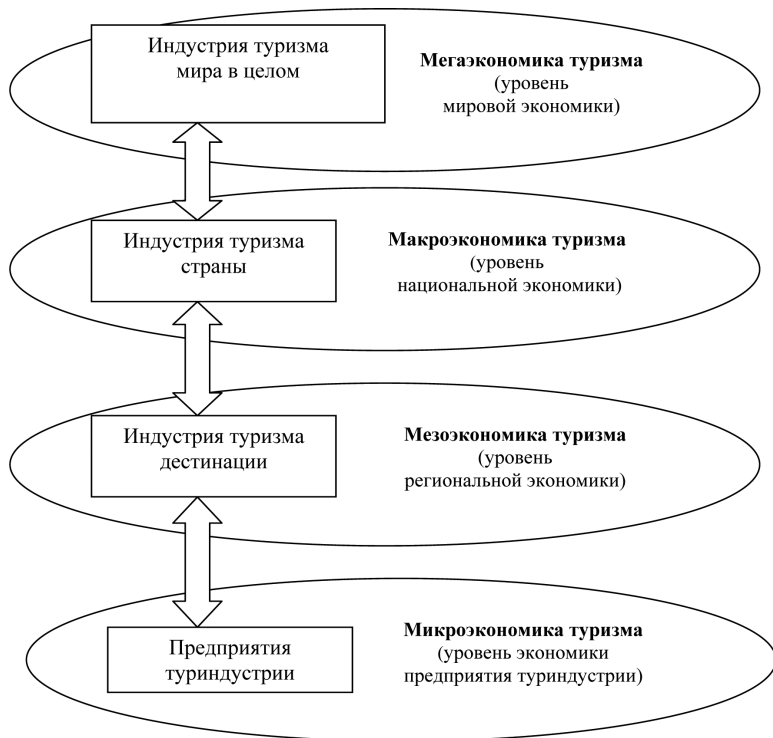 Индустрия туризма
мира в целом
Мегаэкономика туризма
(уровень
мировой экономики)
Индустрия туризма
страны
Макроэкономика туризма
(уровень
национальной экономики)
Индустрия туризма
дестинации
Мезоэкономика туризма
(уровень
региональной экономики)
Предприятия
туриндустрии
Микроэкономика туризма
(уровень экономики
предприятия туриндустрии)